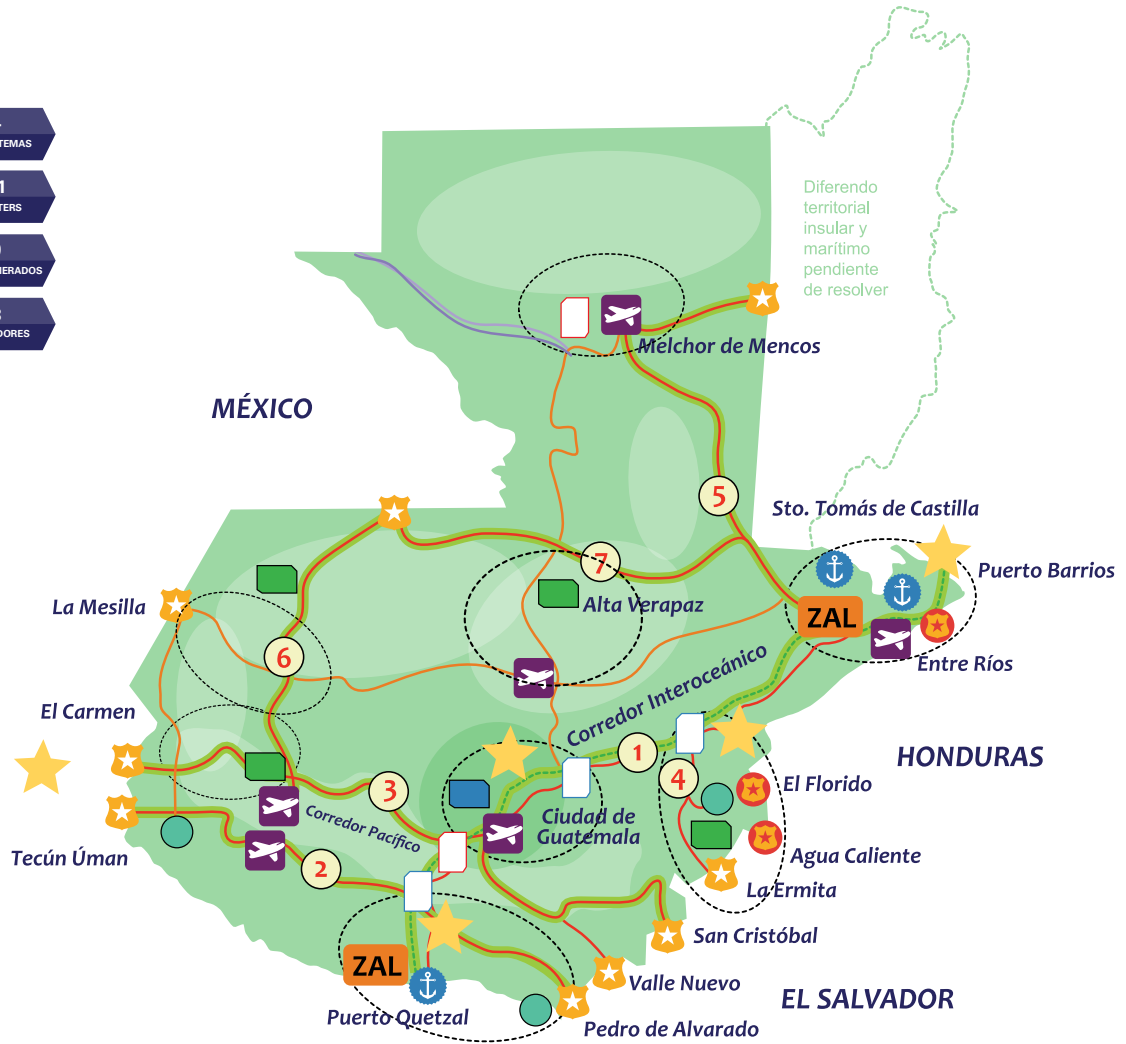 TEMAS
TERS
ERADOS
DORES
Diferendo
territorial
insular y
marítimo
pendiente
de resolver
Melchor de Mencos
MÉXICO
5
Sto. Tomás de Castilla
7
Puerto Barrios
La Mesilla
Alta Verapaz
ZAL
6
Entre Ríos
El Carmen
Corredor Interoceánico
1
HONDURAS
4
El Florido
3
Corredor Pacífico
Ciudad de
Guatemala
Tecún Úman
2
Agua Caliente
La Ermita
San Cristóbal
ZAL
Valle Nuevo
EL SALVADOR
Puerto Quetzal
Pedro de Alvarado